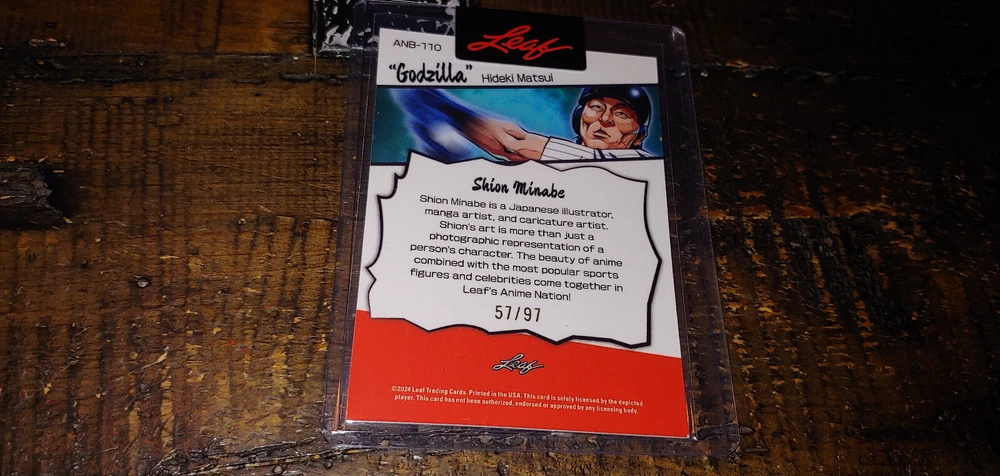 Leaf
ANB-110
"Godzilla" Hideki Matsui
Shion Minabe
Shion Minabe is a Japanese illustrator,
manga artist, and caricature artist.
Shion's art is more than just a
photographic representation of a
person's character. The beauty of anime
combined with the most popular sports
figures and celebrities come together in
Leaf's Anime Nation!
57/97
Leaf
©2024 Leaf Trading Cards. Printed in the USA. This card is solely licensed by the depicted
player. This card has not been authorized, endorsed or approved by any licensing body.